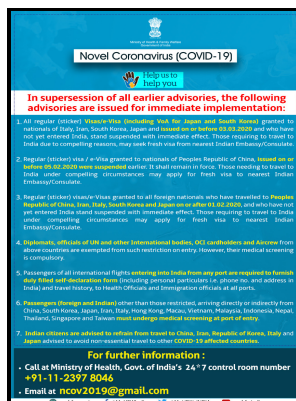 Ministry of Health & Family Welfare
Government of India
Novel Coronavirus (COVID-19)
Help us to
help you
In supersession of all earlier advisories, the following
advisories are issued for immediate implementation:
1. All regular (sticker) Visas/e-Visa (including VoA for Japan and South Korea) granted to
nationals of Italy, Iran, South Korea, Japan and issued on or before 03.03.2020 and who have
not yet entered India, stand suspended with immediate effect. Those requiring to travel to
India due to compelling reasons, may seek fresh visa from nearest Indian Embassy/Consulate.
2. Regular (sticker) visa / e-Visa granted to nationals of Peoples Republic of China, issued on or
before 05.02.2020 were suspended earlier. It shall remain in force. Those needing to travel to
India under compelling circumstances may apply for fresh visa to nearest Indian
Embassy/Consulate.
3. Regular (sticker) visas/e-Visas granted to all foreign nationals who have travelled to Peoples
Republic of China, Iran, Italy, South Korea and Japan on or after 01.02.2020, and who have not
yet entered India stand suspended with immediate effect. Those requiring to travel to India
under compelling circumstances may apply for fresh visa to nearest Indian
Embassy/Consulate.
4. Diplomats, officials of UN and other International bodies, OCI cardholders and Aircrew from
above countries are exempted from such restriction on entry. However, their medical screening
is compulsory.
5. Passengers of all international flights entering into India from any port are required to furnish
duly filled self-declaration form (including personal particulars i.e. phone no. and address in
India) and travel history, to Health Officials and Immigration officials at all ports.
6. Passengers (foreign and Indian) other than those restricted, arriving directly or indirectly from
China, South Korea, Japan, Iran, Italy, Hong Kong, Macau, Vietnam, Malaysia, Indonesia, Nepal,
Thailand, Singapore and Taiwan must undergo medical screening at port of entry.
7. Indian citizens are advised to refrain from travel to China, Iran, Republic of Korea, Italy and
Japan and advised to avoid non-essential travel to other COVID-19 affected countries.
For further information :
• Call at Ministry of Health, Govt. of India's 24*7 control room number
+91-11-2397 8046
• Email at ncov2019@gmail.com